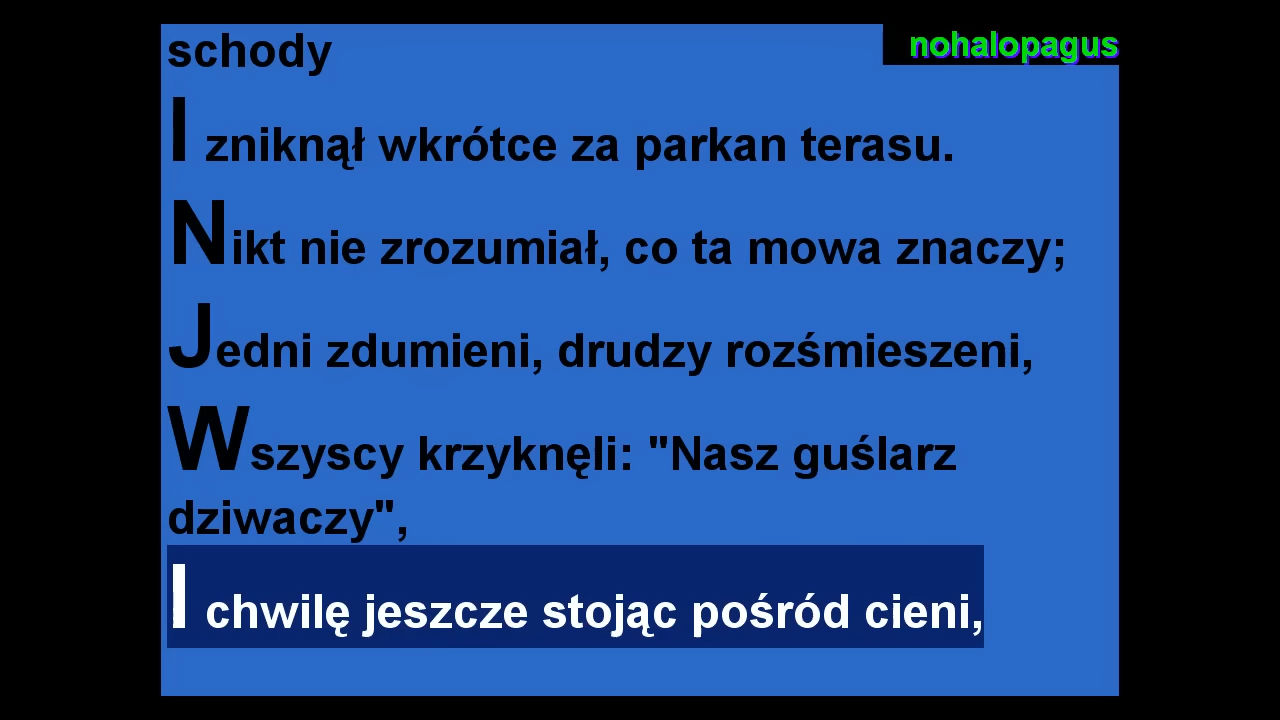 schody
nohalopagus
I zniknął wkrótce za parkan terasu.
Nikt nie zrozumiał, co ta mowa znaczy;
Jedni zdumieni, drudzy rozśmieszeni,
Wszyscy krzyknęli: "Nasz guślarz
dziwaczy",
I chwilę jeszcze stojąc pośród cieni,